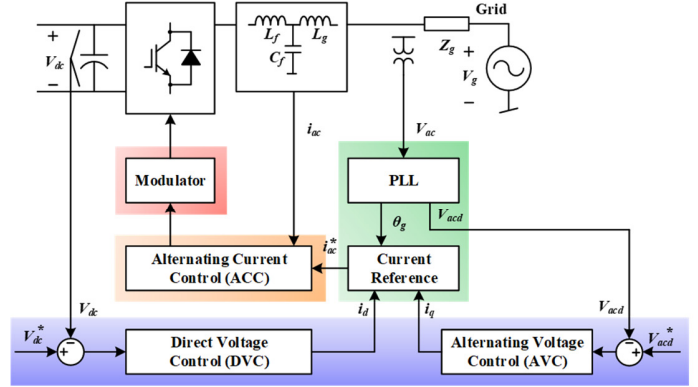 Grid
L_f
L_g
C_f
Z_g
+
V_dc
−
+
V_g
−
i_ac
V_ac
Modulator
PLL
θ_g
V_acd
Alternating Current
Control (ACC)
i_ac*
Current
Reference
V_dc
i_d
i_q
V_acd
V_dc*
+
−
Direct Voltage
Control (DVC)
Alternating Voltage
Control (AVC)
−
+
V_acd*